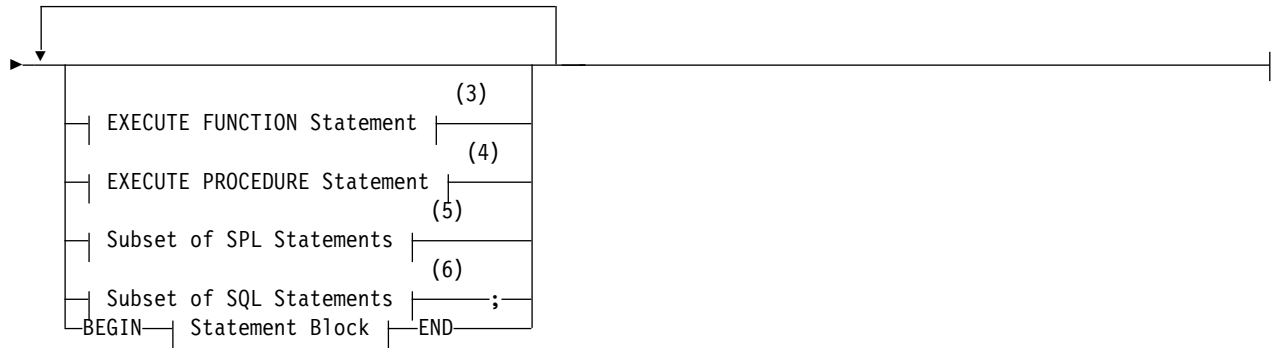 (3)
EXECUTE FUNCTION Statement
(4)
EXECUTE PROCEDURE Statement
(5)
Subset of SPL Statements
(6)
Subset of SQL Statements ;
BEGIN Statement Block END